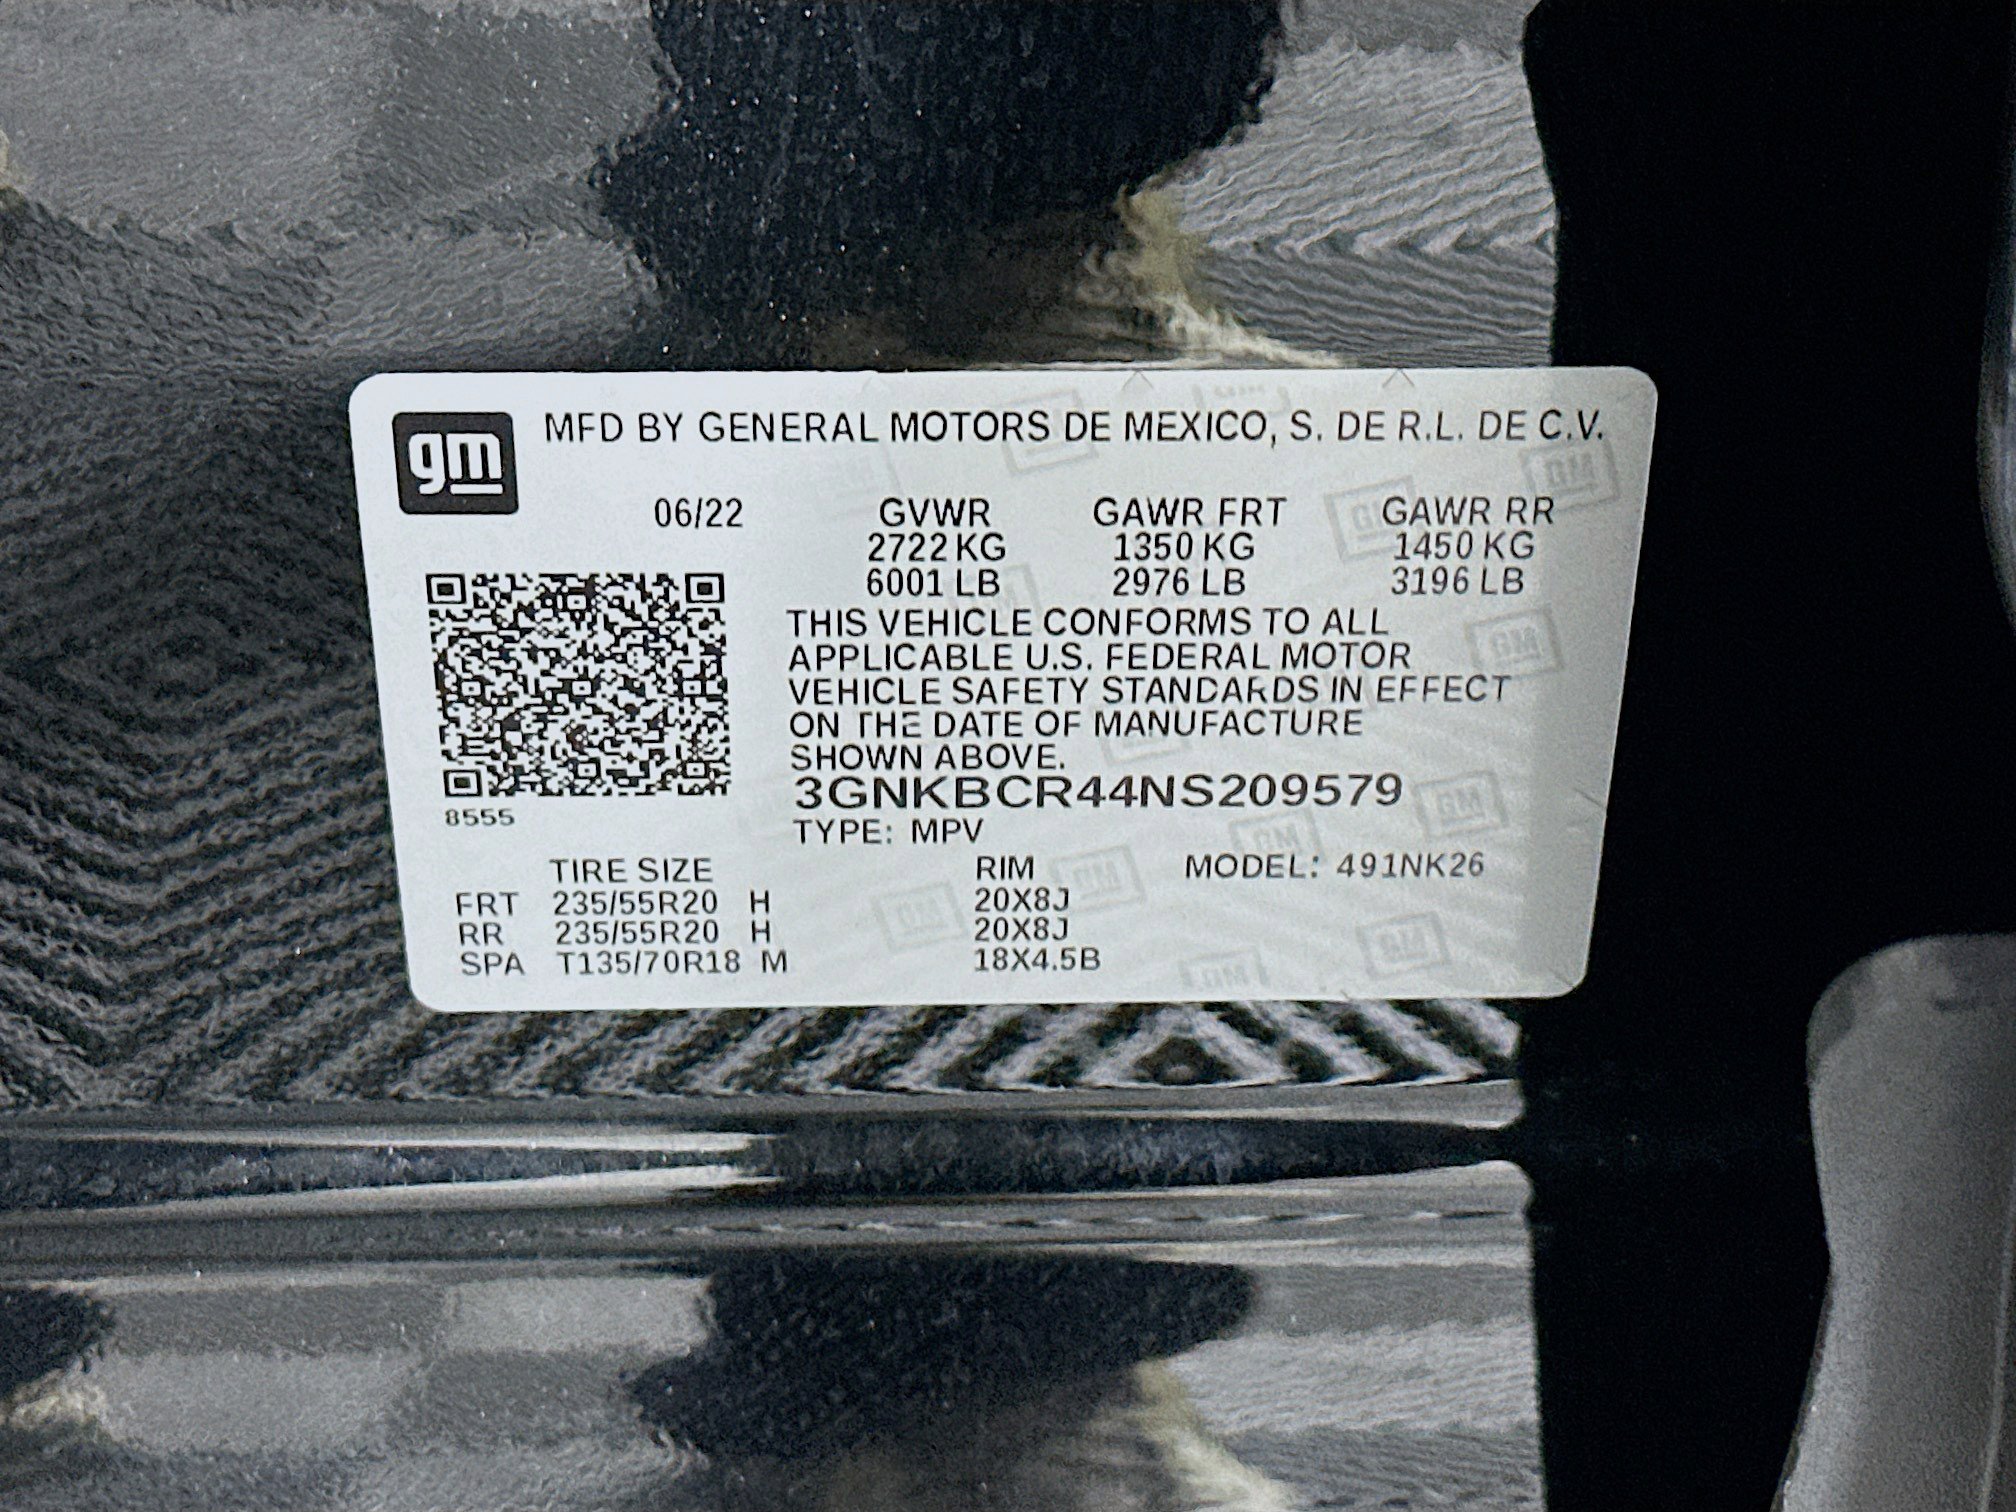 gm MFD BY GENERAL MOTORS DE MEXICO, S. DE R.L. DE C.V.
06/22 GVWR GAWR FRT GAWR RR
2722 KG 1350 KG 1450 KG
6001 LB 2976 LB 3196 LB
THIS VEHICLE CONFORMS TO ALL
APPLICABLE U.S. FEDERAL MOTOR
VEHICLE SAFETY STANDARDS IN EFFECT
ON THE DATE OF MANUFACTURE
SHOWN ABOVE.
3GNKBCR44NS209579
8555
TYPE: MPV
TIRE SIZE RIM MODEL: 491NK26
FRT 235/55R20 H 20X8J
RR 235/55R20 H 20X8J
SPA T135/70R18 M 18X4.5B